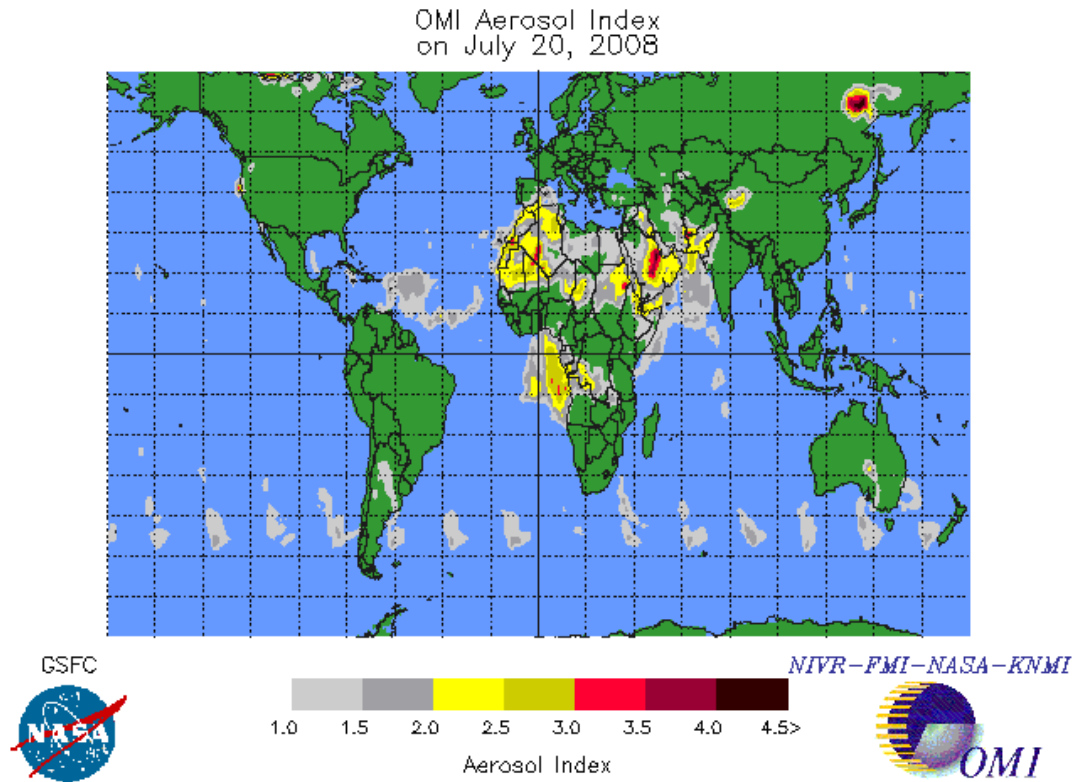 OMI Aerosol Index
on July 20, 2008
GSFC
NASA
NIVR-FMI-NASA-KNMI
1.0 1.5 2.0 2.5 3.0 3.5 4.0 4.5>
Aerosol Index
OMI